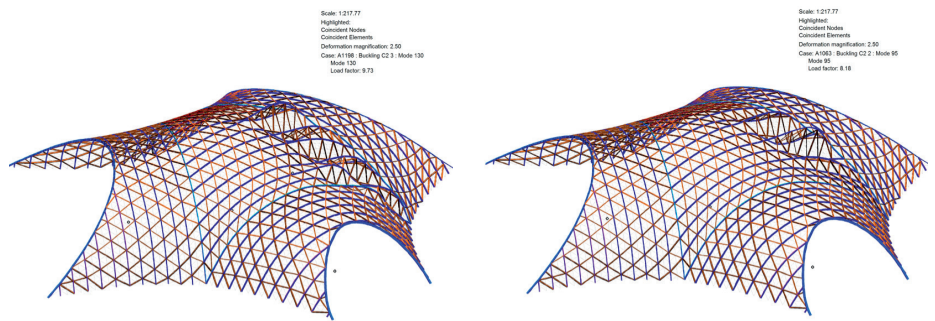 Scale: 1:217.77
Highlighted:
Coincident Nodes
Coincident Elements
Deformation magnification: 2.50
Case: A1198 : Buckling C2 3 : Mode 130
Mode 130
Load factor: 9.73
Scale: 1:217.77
Highlighted:
Coincident Nodes
Coincident Elements
Deformation magnification: 2.50
Case: A1063 : Buckling C2 2 : Mode 95
Mode 95
Load factor: 8.18